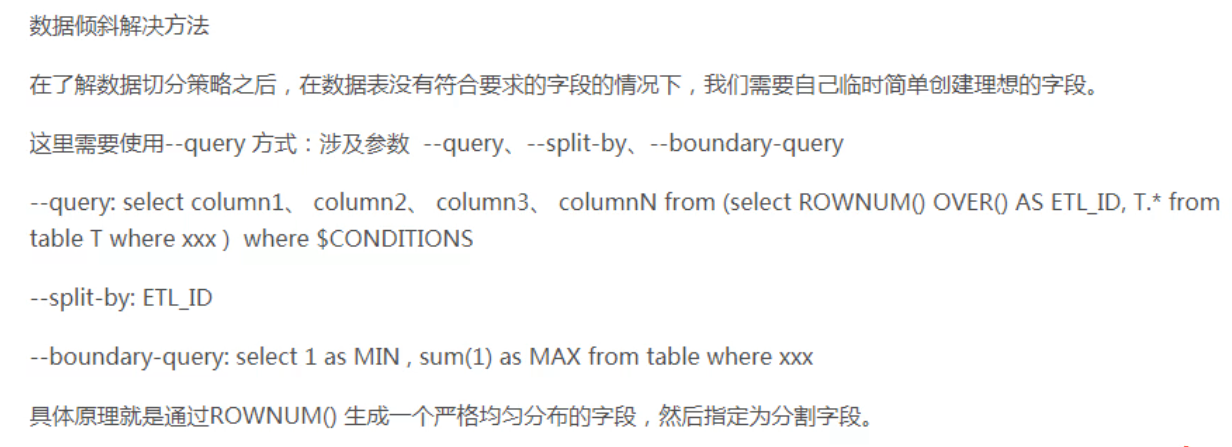 数据倾斜解决方法
在了解数据切分策略之后，在数据表没有符合要求的字段的情况下，我们需要自己临时简单创建理想的字段。
这里需要使用--query 方式：涉及参数  --query、--split-by、--boundary-query
--query: select column1、 column2、 column3、 columnN from (select ROWNUM() OVER() AS ETL_ID, T.* from
table T where xxx )  where $CONDITIONS
--split-by: ETL_ID
--boundary-query: select 1 as MIN , sum(1) as MAX from table where xxx
具体原理就是通过ROWNUM() 生成一个严格均匀分布的字段，然后指定为分割字段。